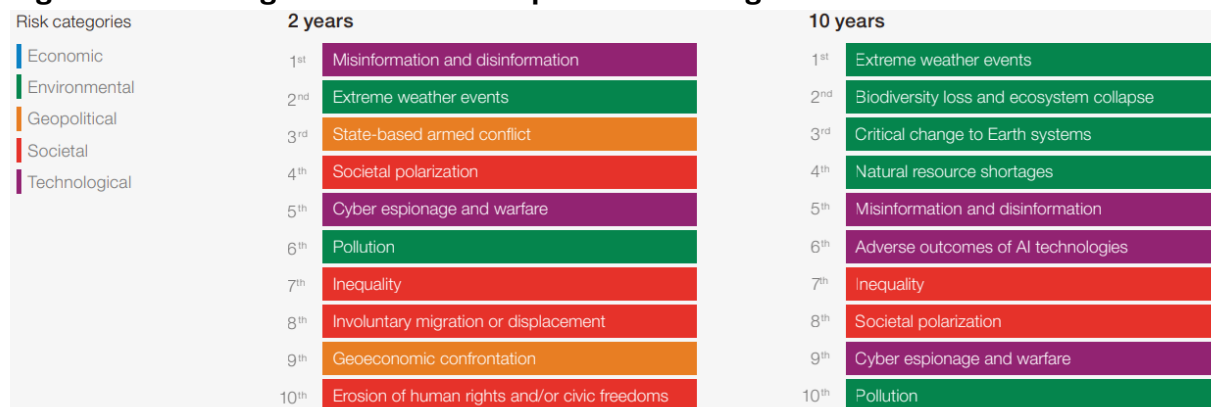 Risk categories
Economic
Environmental
Geopolitical
Societal
Technological
2 years
1st Misinformation and disinformation
2nd Extreme weather events
3rd State-based armed conflict
4th Societal polarization
5th Cyber espionage and warfare
6th Pollution
7th Inequality
8th Involuntary migration or displacement
9th Geoeconomic confrontation
10th Erosion of human rights and/or civic freedoms
10 years
1st Extreme weather events
2nd Biodiversity loss and ecosystem collapse
3rd Critical change to Earth systems
4th Natural resource shortages
5th Misinformation and disinformation
6th Adverse outcomes of AI technologies
7th Inequality
8th Societal polarization
9th Cyber espionage and warfare
10th Pollution